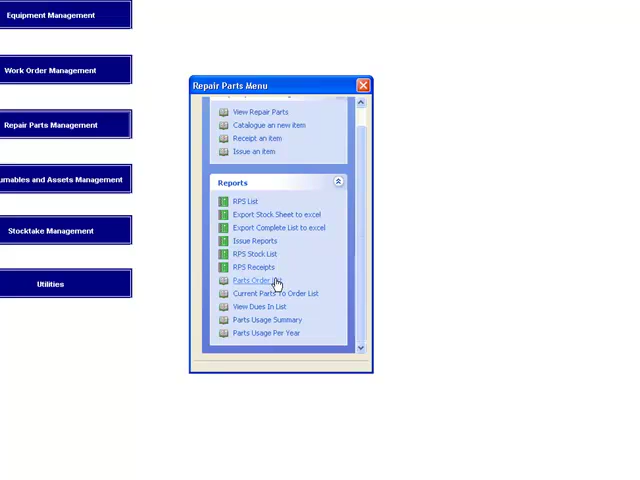 Equipment Management
Work Order Management
Repair Parts Management
umables and Assets Management
Stocktake Management
Utilities
Repair Parts Menu
View Repair Parts
Catalogue an new item
Receipt an item
Issue an item
Reports
RPS List
Export Stock Sheet to excel
Export Complete List to excel
Issue Reports
RPS Stock List
RPS Receipts
Parts Order List
Current Parts To Order List
View Dues In List
Parts Usage Summary
Parts Usage Per Year